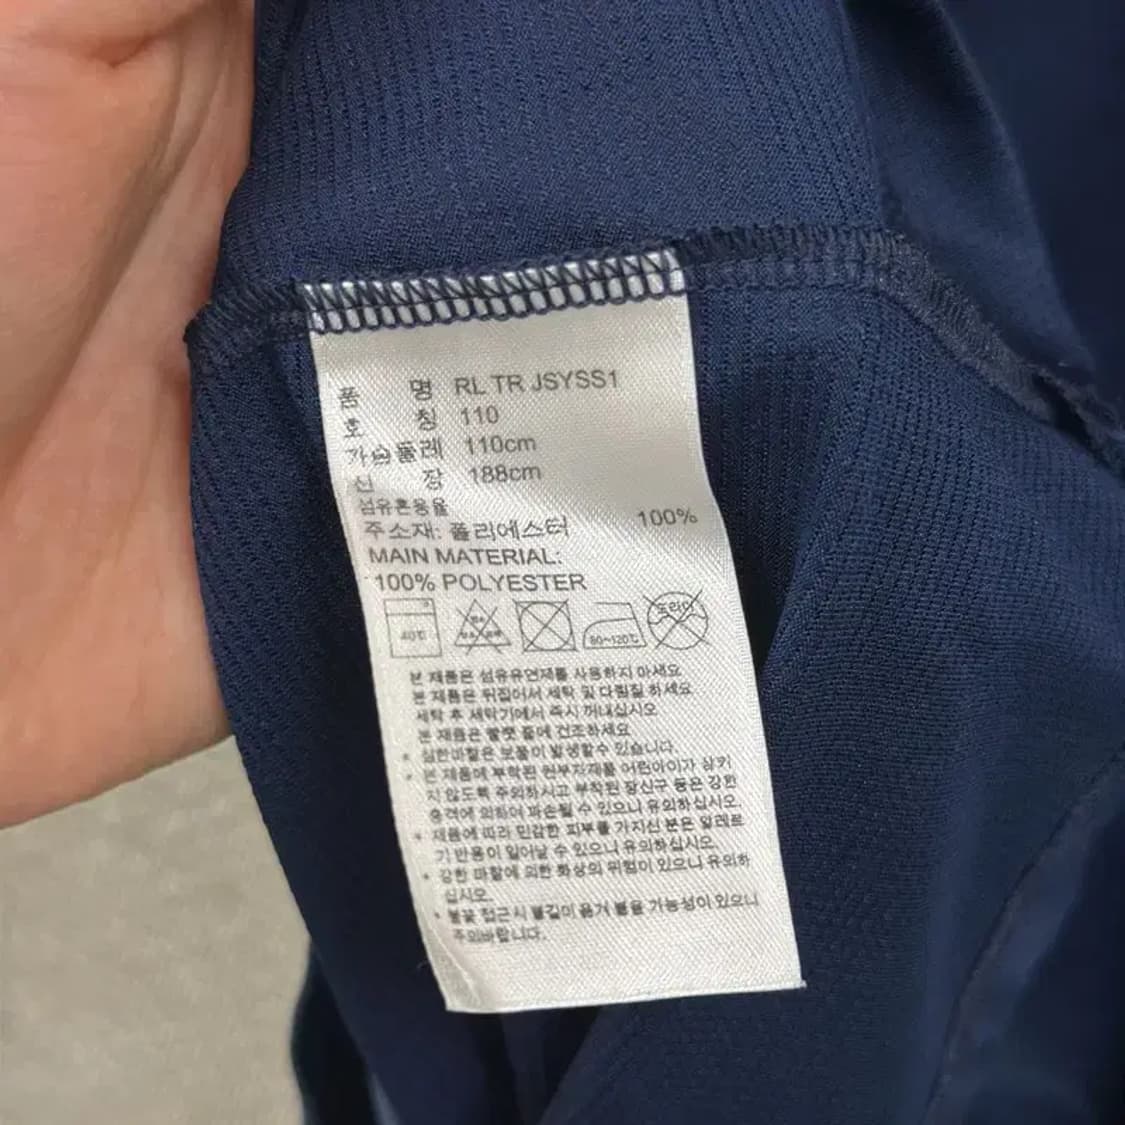 품 명 RL TR JSYSS1
호 칭 110
가슴둘레 110cm
신 장 188cm
섬유혼용율
주소재: 폴리에스터 100%
MAIN MATERIAL:
100% POLYESTER
40℃ 80~120℃ 드라이
본 제품은 섬유유연제를 사용하지 마세요
본 제품은 뒤집어서 세탁 및 다림질 하세요
세탁 후 세탁기에서 즉시 꺼내십시오
본 제품은 빨랫 줄에 건조하세요
* 심한마찰은 보풀이 발생할수 있습니다.
* 본 제품에 부착된 원부자재를 어린아이가 삼키
지 않도록 주의하시고 부착된 장신구 등은 강한
충격에 의하여 파손될 수 있으니 유의하십시오.
* 제품에 따라 민감한 피부를 가지신 분은 알레르
기 반응이 일어날 수 있으니 유의하십시오.
* 강한 마찰에 의한 화상의 위험이 있으니 유의하
십시오.
* 불꽃 접근시 불길이 옮겨 붙을 가능성이 있으니
주의바랍니다.